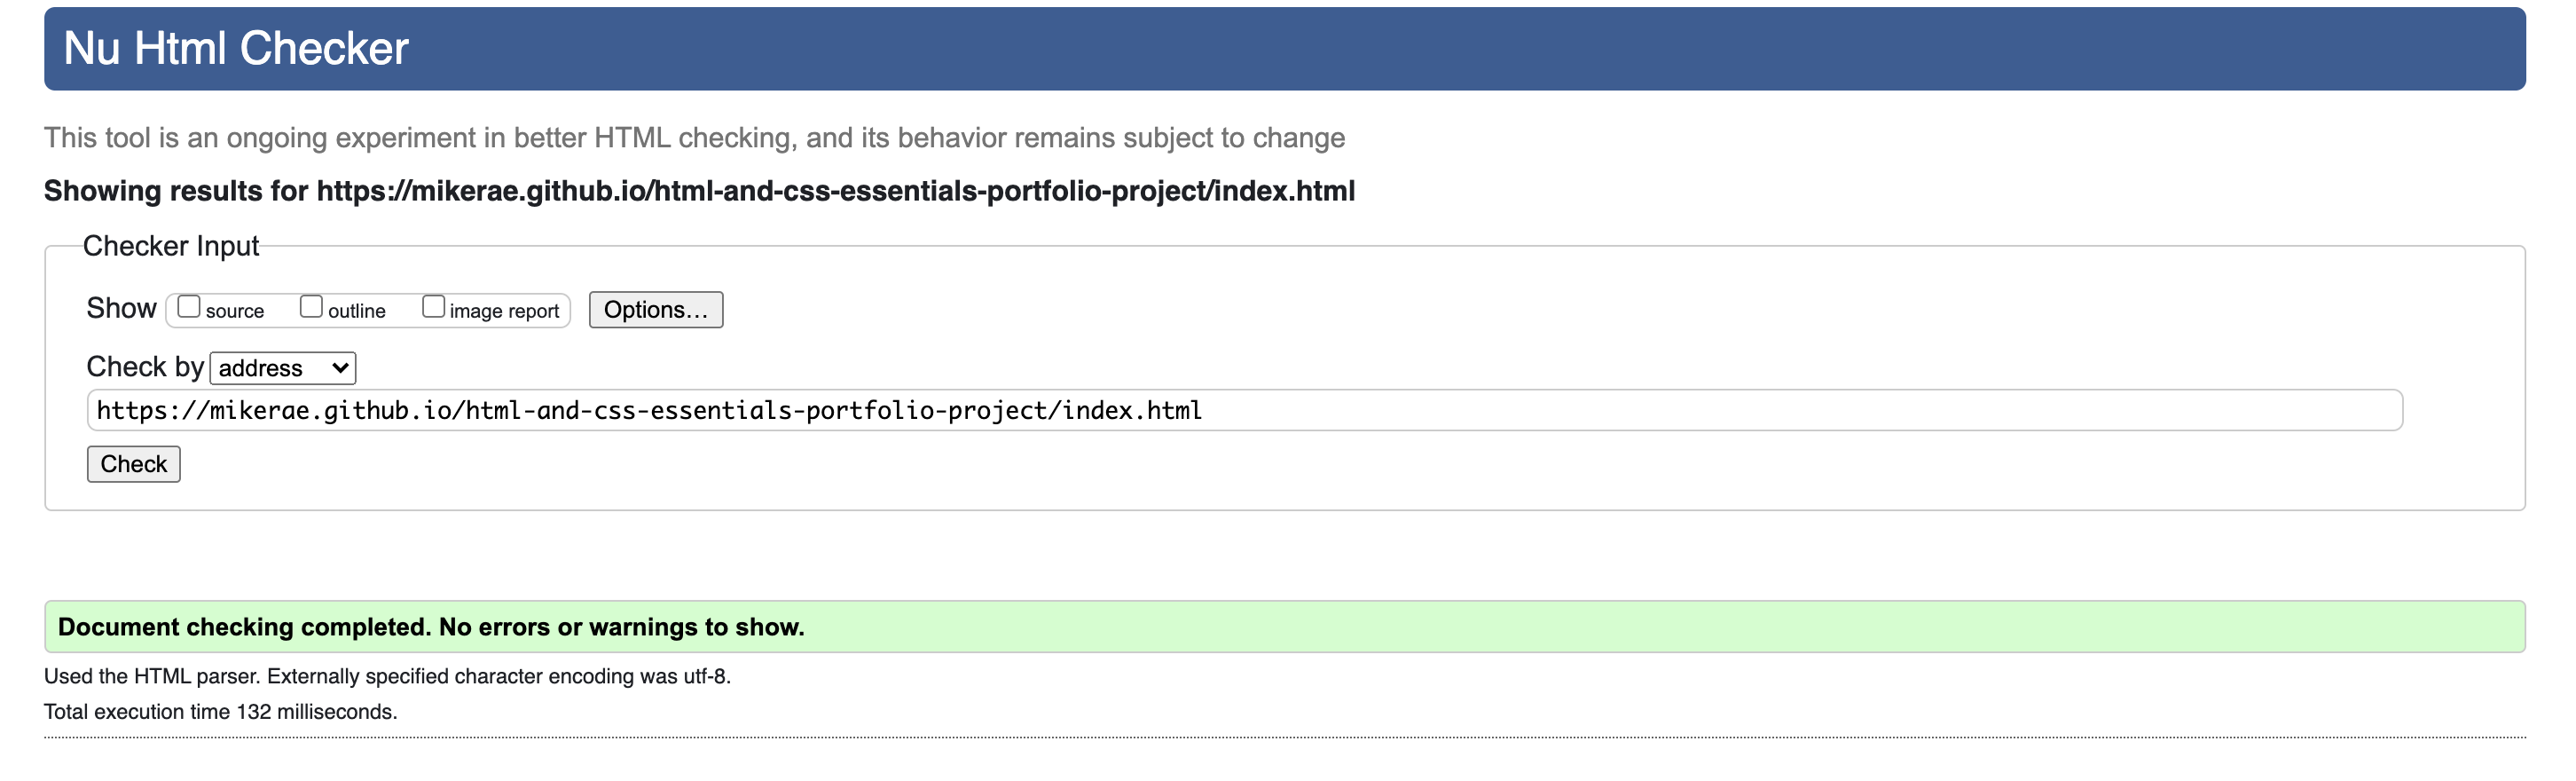 Nu Html Checker
This tool is an ongoing experiment in better HTML checking, and its behavior remains subject to change
Showing results for https://mikerae.github.io/html-and-css-essentials-portfolio-project/index.html
Checker Input
Show source outline image report Options...
Check by address
https://mikerae.github.io/html-and-css-essentials-portfolio-project/index.html
Check
Document checking completed. No errors or warnings to show.
Used the HTML parser. Externally specified character encoding was utf-8.
Total execution time 132 milliseconds.